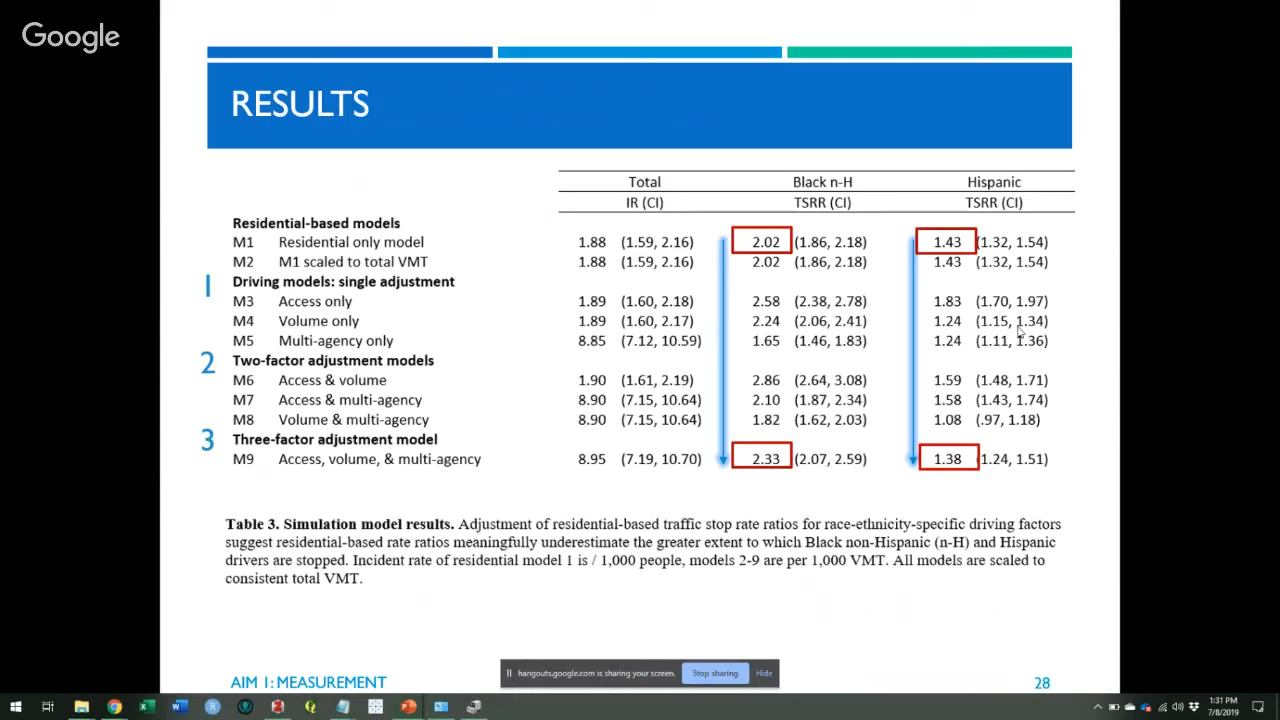 Google
RESULTS
Total Black n-H Hispanic
IR (CI) TSRR (CI) TSRR (CI)
Residential-based models
M1 Residential only model 1.88 (1.59, 2.16) 2.02 (1.86, 2.18) 1.43 (1.32, 1.54)
M2 M1 scaled to total VMT 1.88 (1.59, 2.16) 2.02 (1.86, 2.18) 1.43 (1.32, 1.54)
1 Driving models: single adjustment
M3 Access only 1.89 (1.60, 2.18) 2.58 (2.38, 2.78) 1.83 (1.70, 1.97)
M4 Volume only 1.89 (1.60, 2.17) 2.24 (2.06, 2.41) 1.24 (1.15, 1.34)
M5 Multi-agency only 8.85 (7.12, 10.59) 1.65 (1.46, 1.83) 1.24 (1.11, 1.36)
2 Two-factor adjustment models
M6 Access & volume 1.90 (1.61, 2.19) 2.86 (2.64, 3.08) 1.59 (1.48, 1.71)
M7 Access & multi-agency 8.90 (7.15, 10.64) 2.10 (1.87, 2.34) 1.58 (1.43, 1.74)
M8 Volume & multi-agency 8.90 (7.15, 10.64) 1.82 (1.62, 2.03) 1.08 (.97, 1.18)
3 Three-factor adjustment model
M9 Access, volume, & multi-agency 8.95 (7.19, 10.70) 2.33 (2.07, 2.59) 1.38 (1.24, 1.51)
Table 3. Simulation model results. Adjustment of residential-based traffic stop rate ratios for race-ethnicity-specific driving factors
suggest residential-based rate ratios meaningfully underestimate the greater extent to which Black non-Hispanic (n-H) and Hispanic
drivers are stopped. Incident rate of residential model 1 is / 1,000 people, models 2-9 are per 1,000 VMT. All models are scaled to
consistent total VMT.
hangouts.google.com is sharing your screen. Stop sharing Hide
AIM 1: MEASUREMENT 28
1:31 PM
7/8/2019